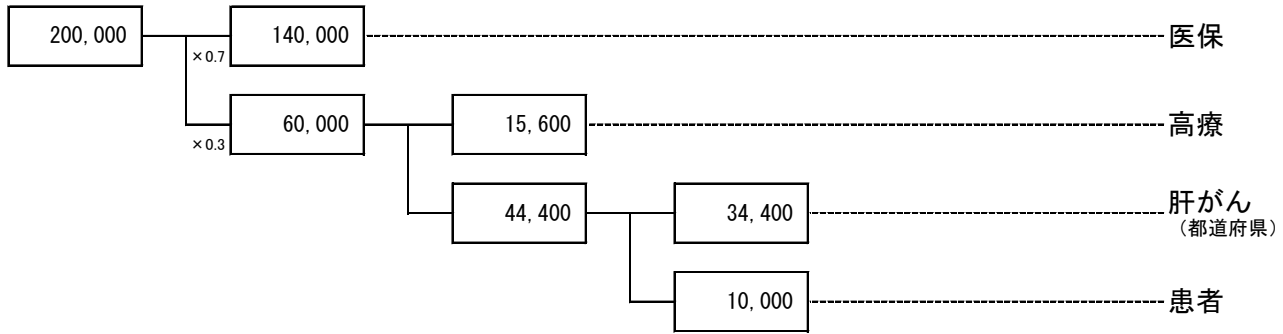 200,000 140,000 医保
×0.7
60,000 15,600 高療
×0.3
44,400 34,400 肝がん
（都道府県）
10,000 患者